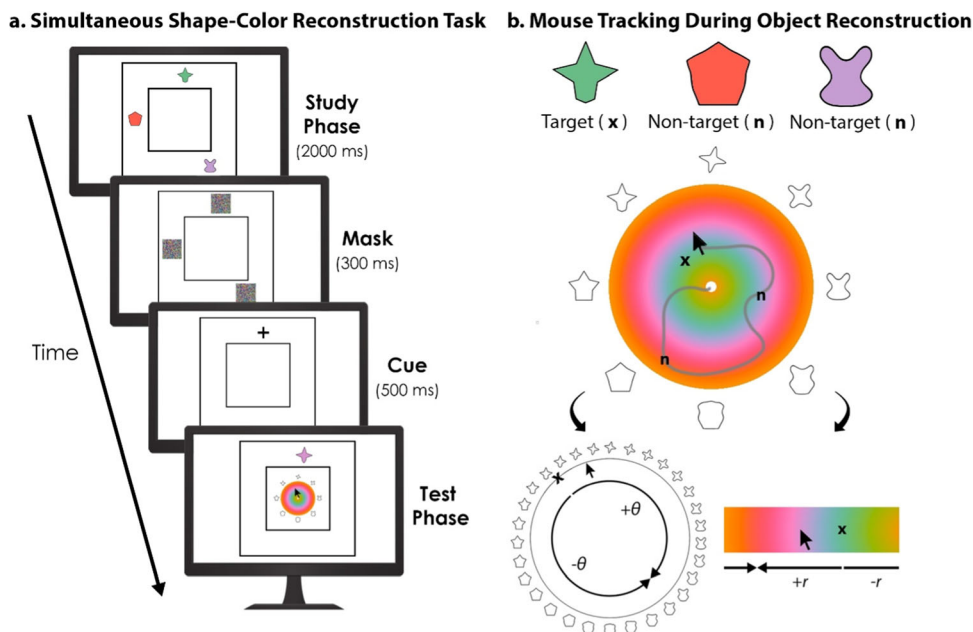 a. Simultaneous Shape-Color Reconstruction Task
Study
Phase
(2000 ms)
Mask
(300 ms)
+
Cue
(500 ms)
Time
Test
Phase
b. Mouse Tracking During Object Reconstruction
Target (x) Non-target (n) Non-target (n)
x
n
n
x
+θ
-θ
x
+r -r